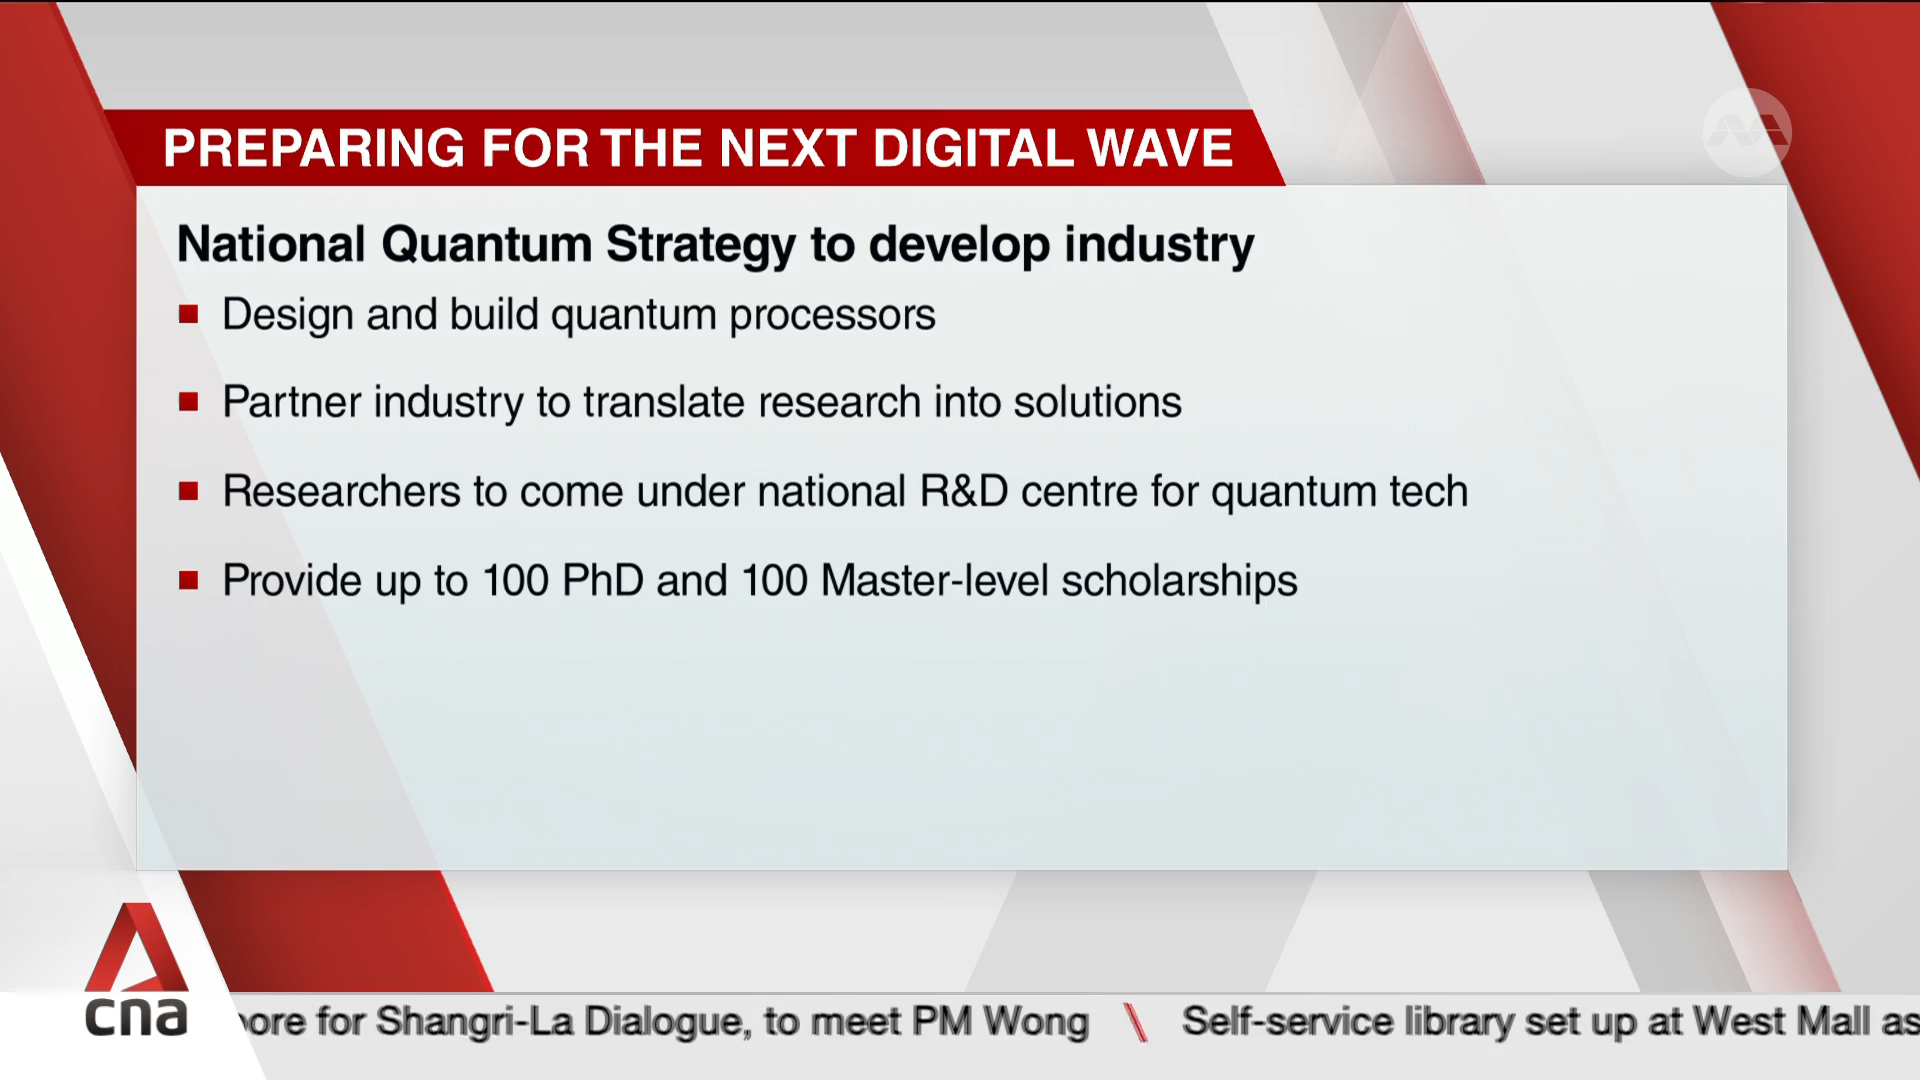 PREPARING FOR THE NEXT DIGITAL WAVE
National Quantum Strategy to develop industry
Design and build quantum processors
Partner industry to translate research into solutions
Researchers to come under national R&D centre for quantum tech
Provide up to 100 PhD and 100 Master-level scholarships
cna
for Shangri-La Dialogue, to meet PM Wong \ Self-service library set up at West Mall as